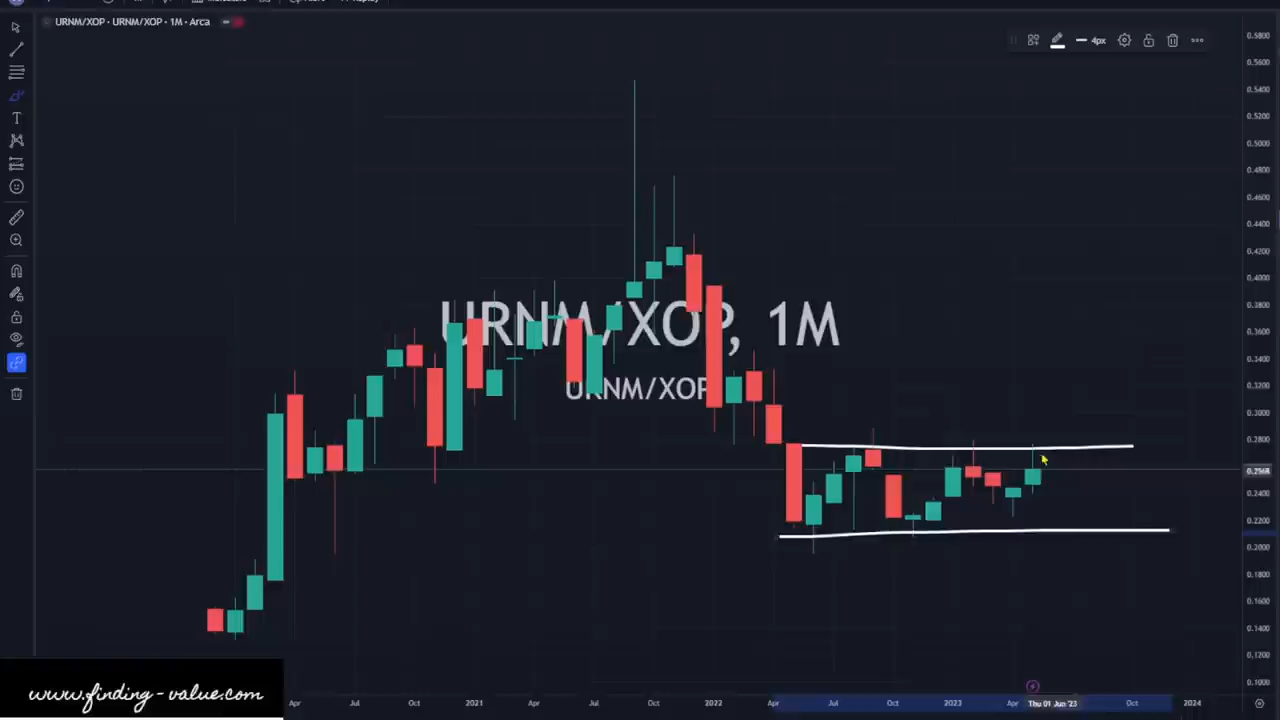 URNM/XOP · URNM/XOP · 1M · Arca
4px
URNM/XOP, 1M
URNM/XOP
0.5800
0.5600
0.5400
0.5200
0.5000
0.4800
0.4600
0.4400
0.4200
0.4000
0.3800
0.3600
0.3400
0.3200
0.3000
0.2800
0.2400
0.2200
0.2000
0.1800
0.1600
0.1400
0.1200
0.1000
www.finding-value.com
Apr
Jul
Oct
2021
Apr
Jul
Oct
2022
Apr
Jul
Oct
2023
Apr
Thu 01 Jun '23
Oct
2024